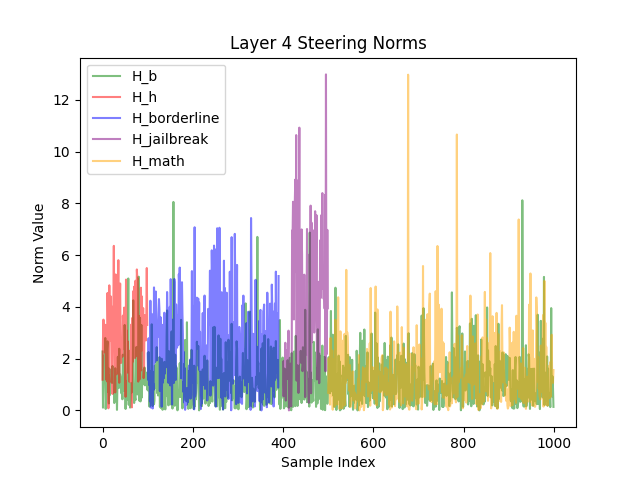 Layer 4 Steering Norms
H_b
H_h
H_borderline
H_jailbreak
H_math
Norm Value
12
10
8
6
4
2
0
0 200 400 600 800 1000
Sample Index